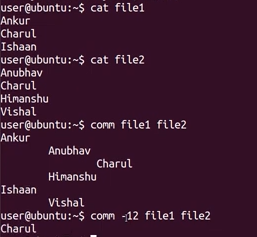 user@ubuntu:~$ cat file1
Ankur
Charul
Ishaan
user@ubuntu:~$ cat file2
Anubhav
Charul
Himanshu
Vishal
user@ubuntu:~$ comm file1 file2
Ankur
        Anubhav
                Charul
        Himanshu
Ishaan
        Vishal
user@ubuntu:~$ comm -12 file1 file2
Charul